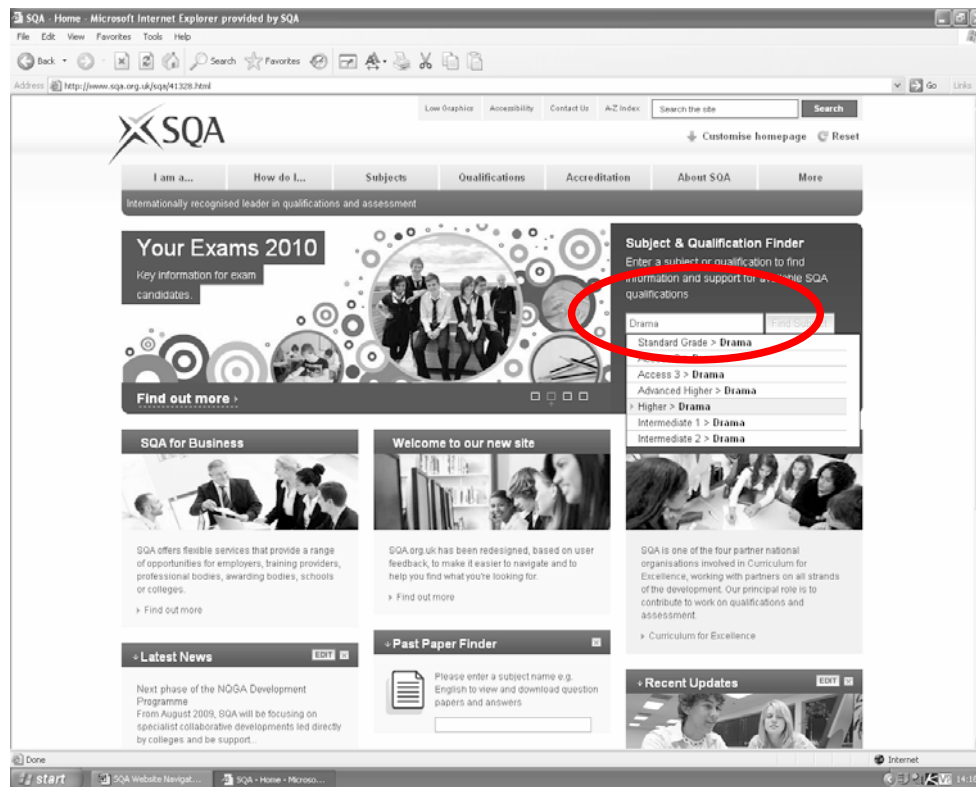 SQA - Home - Microsoft Internet Explorer provided by SQA
File Edit View Favorites Tools Help
Back Search Favorites
Address http://www.sqa.org.uk/sqa/41328.html Go Links
Low Graphics Accessibility Contact Us A-Z Index Search the site Search
SQA
Customise homepage Reset
I am a... How do I... Subjects Qualifications Accreditation About SQA More
Internationally recognised leader in qualifications and assessment
Your Exams 2010
Key information for exam
candidates.
Find out more
Subject & Qualification Finder
Enter a subject or qualification to find
information and support for available SQA
qualifications
Drama Find Subject
Standard Grade > Drama
Access 3 > Drama
Advanced Higher > Drama
Higher > Drama
Intermediate 1 > Drama
Intermediate 2 > Drama
SQA for Business
SQA offers flexible services that provide a range
of opportunities for employers, training providers,
professional bodies, awarding bodies, schools
or colleges.
Find out more
Welcome to our new site
SQA.org.uk has been redesigned, based on user
feedback, to make it easier to navigate and to
help you find what you're looking for.
Find out more
SQA is one of the four partner national
organisations involved in Curriculum for
Excellence, working with partners on all strands
of the development. Our principal role is to
contribute to work on qualifications and
assessment.
Curriculum for Excellence
Latest News EDIT
Next phase of the NQGA Development
Programme
From August 2009, SQA will be focusing on
specialist collaborative developments led directly
by colleges and be support...
Past Paper Finder
Please enter a subject name e.g.
English to view and download question
papers and answers
Recent Updates EDIT
Done Internet
start SQA Website Navigat... SQA - Home - Microso... 14:16